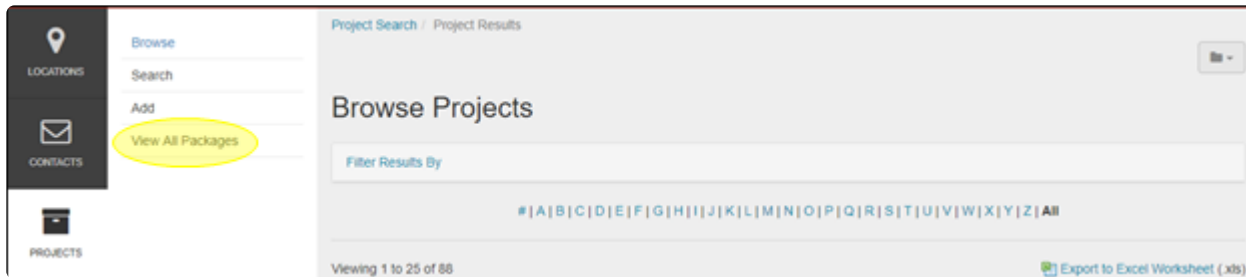 LOCATIONS
CONTACTS
PROJECTS
Browse
Search
Add
View All Packages
Project Search / Project Results
Browse Projects
Filter Results By
# | A | B | C | D | E | F | G | H | I | J | K | L | M | N | O | P | Q | R | S | T | U | V | W | X | Y | Z | All
Viewing 1 to 25 of 88
Export to Excel Worksheet (.xls)